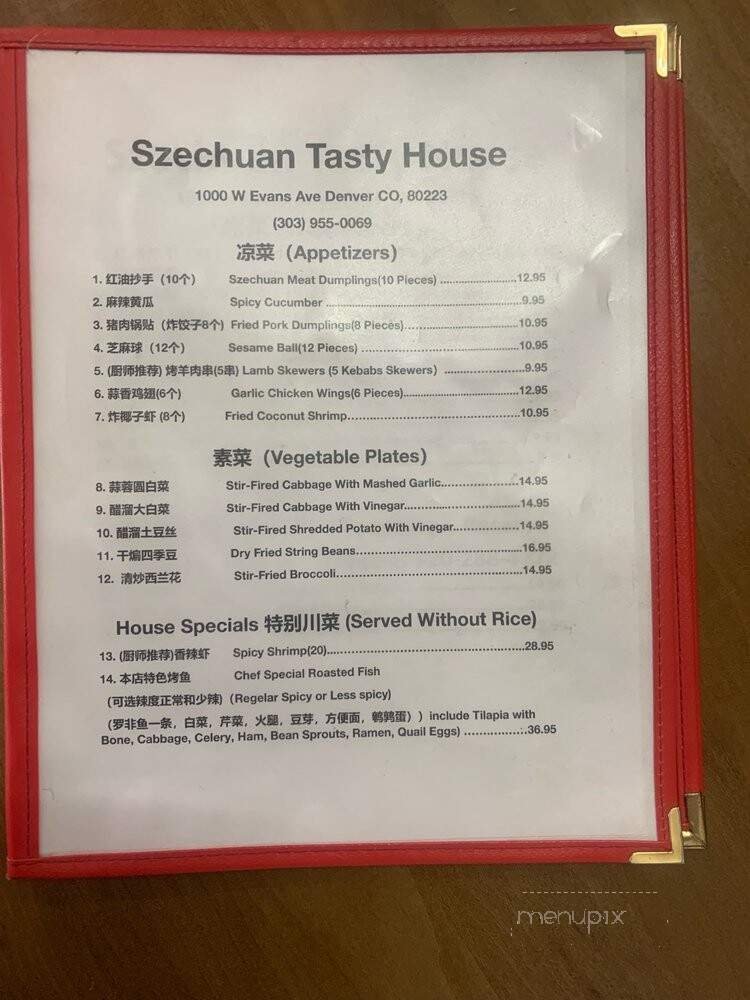 Szechuan Tasty House
1000 W Evans Ave Denver CO, 80223
(303) 955-0069
凉菜（Appetizers）
1. 红油抄手（10个） Szechuan Meat Dumplings(10 Pieces) ..........................12.95
2. 麻辣黄瓜 Spicy Cucumber ..........................................................9.95
3. 猪肉锅贴（炸饺子8个) Fried Pork Dumplings(8 Pieces)..................................10.95
4. 芝麻球（12个） Sesame Ball(12 Pieces) ..............................................10.95
5. (厨师推荐) 烤羊肉串(5串) Lamb Skewers (5 Kebabs Skewers) ........................9.95
6. 蒜香鸡翅(6个) Garlic Chicken Wings(6 Pieces)..................................12.95
7. 炸椰子虾 (8个） Fried Coconut Shrimp..................................................10.95
素菜（Vegetable Plates）
8. 蒜蓉圆白菜 Stir-Fired Cabbage With Mashed Garlic.......................14.95
9. 醋溜大白菜 Stir-Fired Cabbage With Vinegar..................................14.95
10. 醋溜土豆丝 Stir-Fired Shredded Potato With Vinegar....................14.95
11. 干煸四季豆 Dry Fried String Beans..................................................16.95
12. 清炒西兰花 Stir-Fried Broccoli......................................................14.95
House Specials 特别川菜 (Served Without Rice)
13. (厨师推荐)香辣虾 Spicy Shrimp(20)..........................................................28.95
14. 本店特色烤鱼 Chef Special Roasted Fish
（可选辣度正常和少辣)（Regelar Spicy or Less spicy)
（罗非鱼一条，白菜，芹菜，火腿，豆芽，方便面，鹌鹑蛋））include Tilapia with
Bone, Cabbage, Celery, Ham, Bean Sprouts, Ramen, Quail Eggs) ..................36.95
menupix